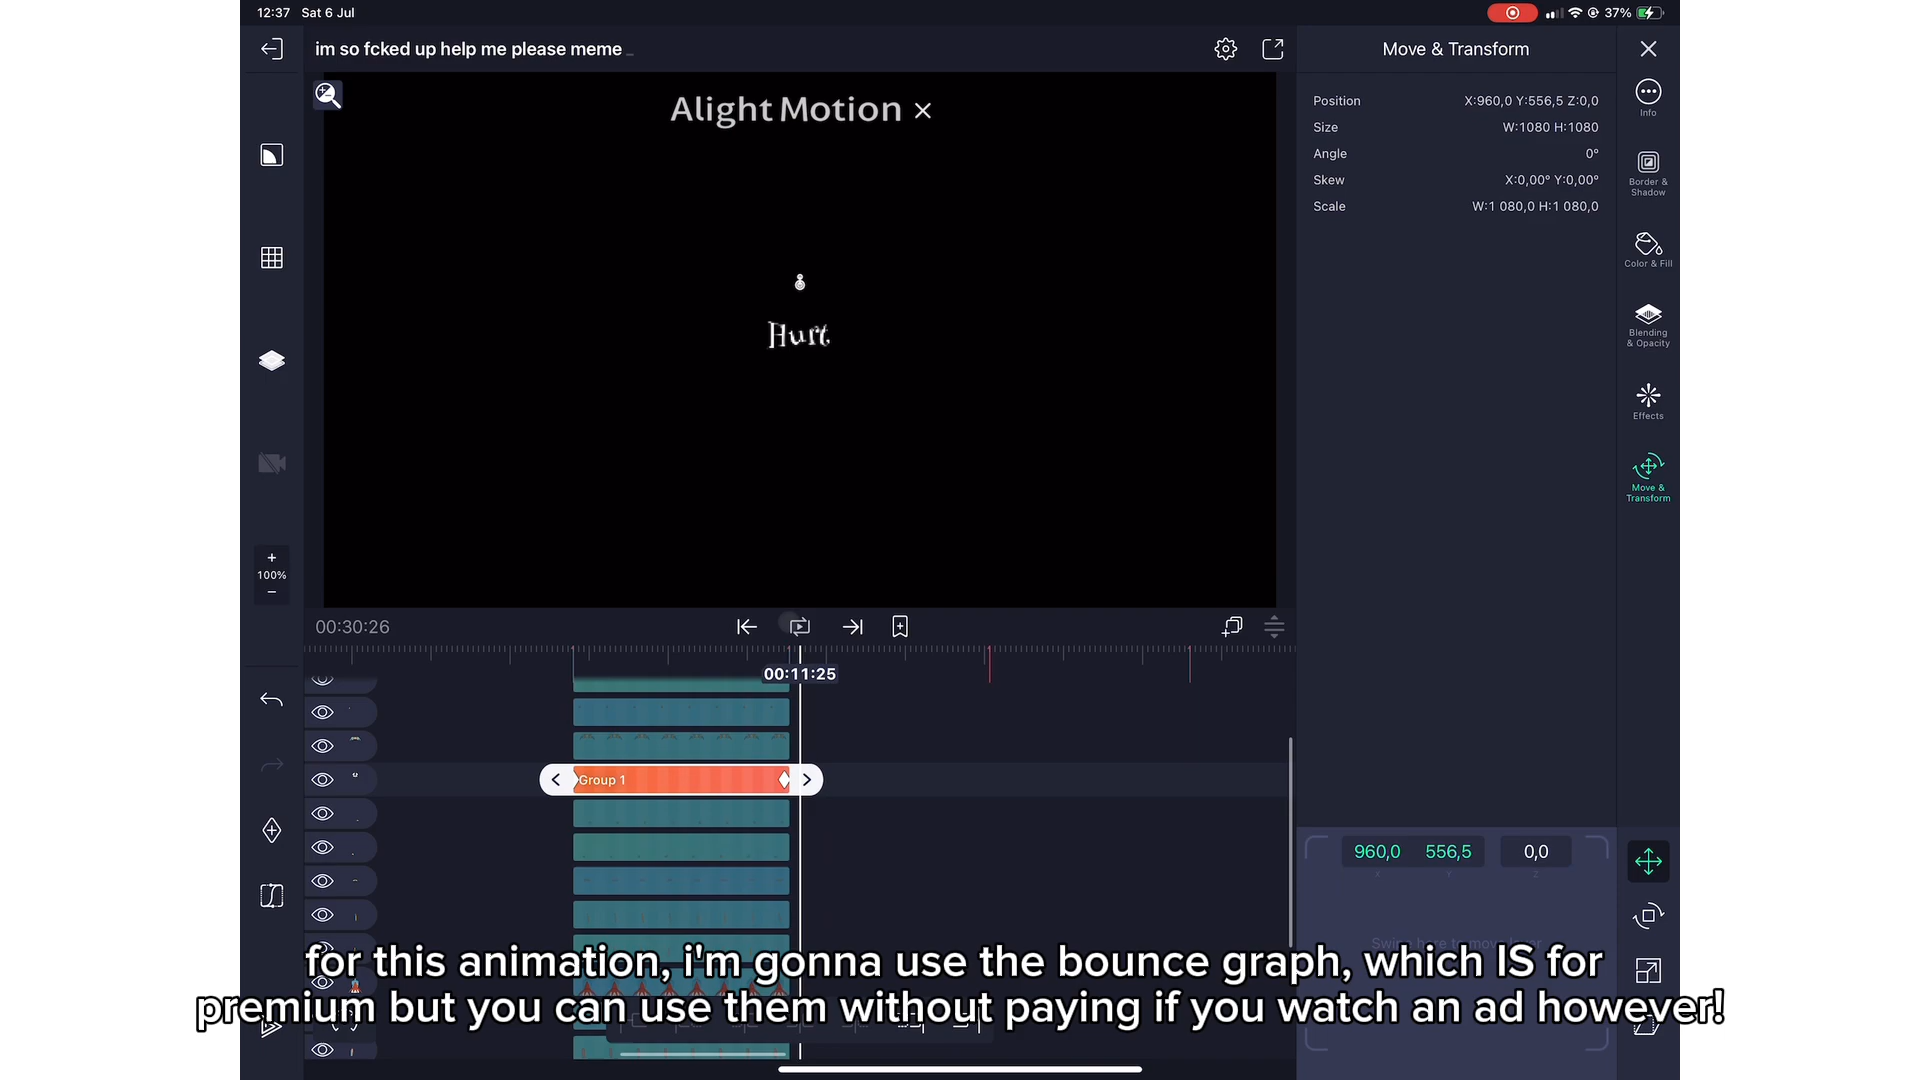 12:37 Sat 6 Jul
37%
im so fcked up help me please meme _
Move & Transform
Alight Motion ×
Hurt
Position X:960,0 Y:556,5 Z:0,0
Size W:1080 H:1080
Angle 0°
Skew X:0,00° Y:0,00°
Scale W:1 080,0 H:1 080,0
Info
Border & Shadow
Color & Fill
Blending & Opacity
Effects
Move & Transform
+
100%
−
00:30:26
00:11:25
Group 1
960,0 556,5 0,0
X Y Z
for this animation, i'm gonna use the bounce graph, which IS for
premium but you can use them without paying if you watch an ad however!